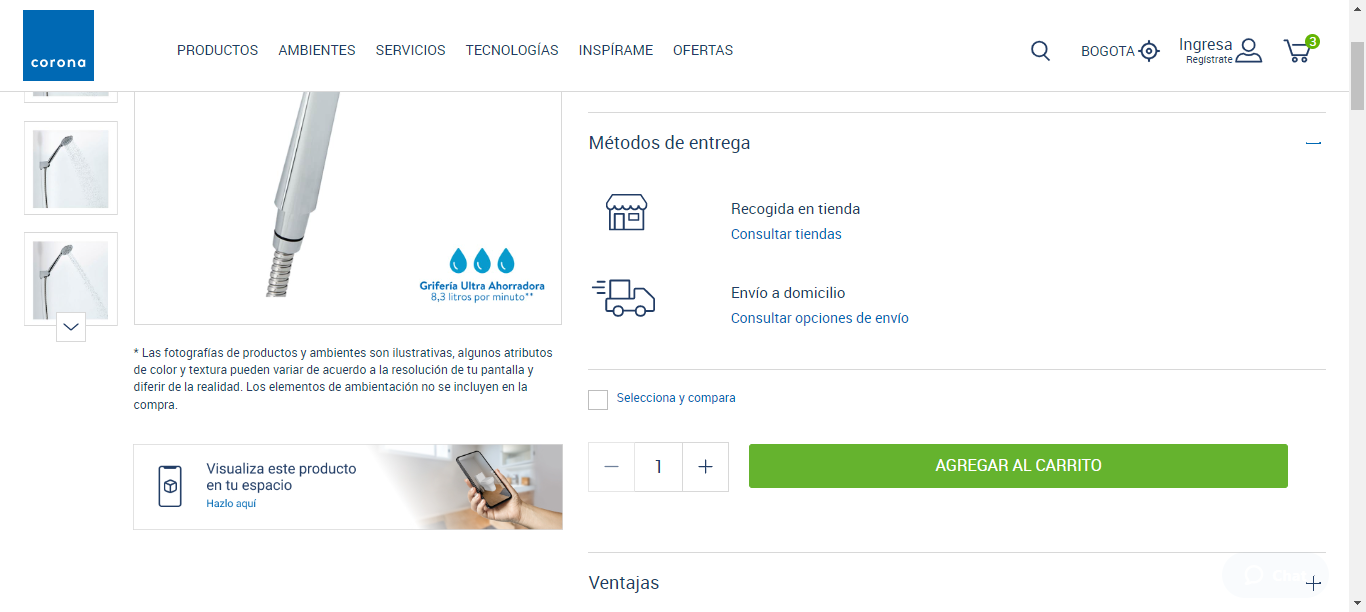 corona
PRODUCTOS AMBIENTES SERVICIOS TECNOLOGÍAS INSPÍRAME OFERTAS
BOGOTA
Ingresa
Regístrate
3
Grifería Ultra Ahorradora
8,3 litros por minuto**
* Las fotografías de productos y ambientes son ilustrativas, algunos atributos
de color y textura pueden variar de acuerdo a la resolución de tu pantalla y
diferir de la realidad. Los elementos de ambientación no se incluyen en la
compra.
Visualiza este producto
en tu espacio
Hazlo aquí
Métodos de entrega
Recogida en tienda
Consultar tiendas
Envío a domicilio
Consultar opciones de envío
Selecciona y compara
1
AGREGAR AL CARRITO
Ventajas